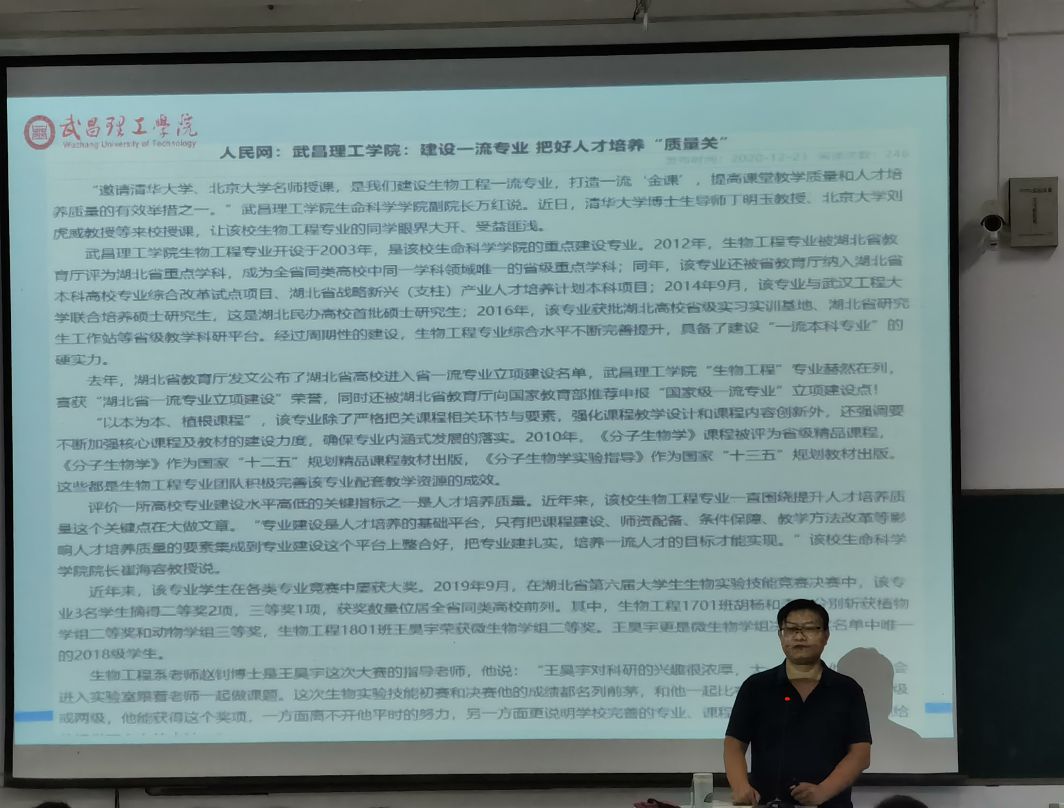 武昌理工學院
Wuchang University of Technology
人民网：武昌理工学院：建设一流专业 把好人才培养“质量关”
发布时间：2020-12-23 阅读次数：246
“邀请清华大学、北京大学名师授课，是我们建设生物工程一流专业，打造一流‘金课’，提高课堂教学质量和人才培
养质量的有效举措之一。”武昌理工学院生命科学学院副院长万红说。近日，清华大学博士生导师丁明玉教授、北京大学刘
虎威教授等来校授课，让该校生物工程专业的同学眼界大开、受益匪浅。
武昌理工学院生物工程专业开设于2003年，是该校生命科学学院的重点建设专业。2012年，生物工程专业被湖北省教
育厅评为湖北省重点学科，成为全省同类高校中同一学科领域唯一的省级重点学科；同年，该专业还被省教育厅纳入湖北省
本科高校专业综合改革试点项目、湖北省战略新兴（支柱）产业人才培养计划本科项目；2014年9月，该专业与武汉工程大
学联合培养硕士研究生，这是湖北民办高校首批硕士研究生；2016年，该专业获批湖北高校省级实习实训基地、湖北省研究
生工作站等省级教学科研平台。经过周期性的建设，生物工程专业综合水平不断完善提升，具备了建设“一流本科专业”的
硬实力。
去年，湖北省教育厅发文公布了湖北省高校进入省一流专业立项建设名单，武昌理工学院“生物工程”专业赫然在列，
喜获“湖北省一流专业立项建设”荣誉，同时还被湖北省教育厅向国家教育部推荐申报“国家级一流专业”立项建设点！
“以本为本、植根课程”，该专业除了严格把关课程相关环节与要素，强化课程教学设计和课程内容创新外，还强调要
不断加强核心课程及教材的建设力度，确保专业内涵式发展的落实。2010年，《分子生物学》课程被评为省级精品课程，
《分子生物学》作为国家“十二五”规划精品课程教材出版，《分子生物学实验指导》作为国家“十三五”规划教材出版。
这些都是生物工程专业团队积极完善该专业配套教学资源的成效。
评价一所高校专业建设水平高低的关键指标之一是人才培养质量。近年来，该校生物工程专业一直围绕提升人才培养质
量这个关键点在大做文章。“专业建设是人才培养的基础平台，只有把课程建设、师资配备、条件保障、教学方法改革等影
响人才培养质量的要素集成到专业建设这个平台上整合好，把专业建扎实，培养一流人才的目标才能实现。”该校生命科学
学院院长崔海容教授说。
近年来，该专业学生在各类专业竞赛中屡获大奖。2019年9月，在湖北省第六届大学生生物实验技能竞赛决赛中，该专
业3名学生摘得二等奖2项，三等奖1项，获奖数量位居全省同类高校前列。其中，生物工程1701班胡杨和 分别斩获植物
学组二等奖和动物学组三等奖，生物工程1801班王昊宇荣获微生物学组二等奖。王昊宇更是微生物学组 名单中唯一
的2018级学生。
生物工程系老师赵钊博士是王昊宇这次大赛的指导老师，他说：“王昊宇对科研的兴趣很浓厚， 会
进入实验室跟着老师一起做课题。这次生物实验技能初赛和决赛他的成绩都名列前茅，和他一起比 级
或两级，他能获得这个奖项，一方面离不开他平时的努力，另一方面更说明学校完善的专业、课程 给